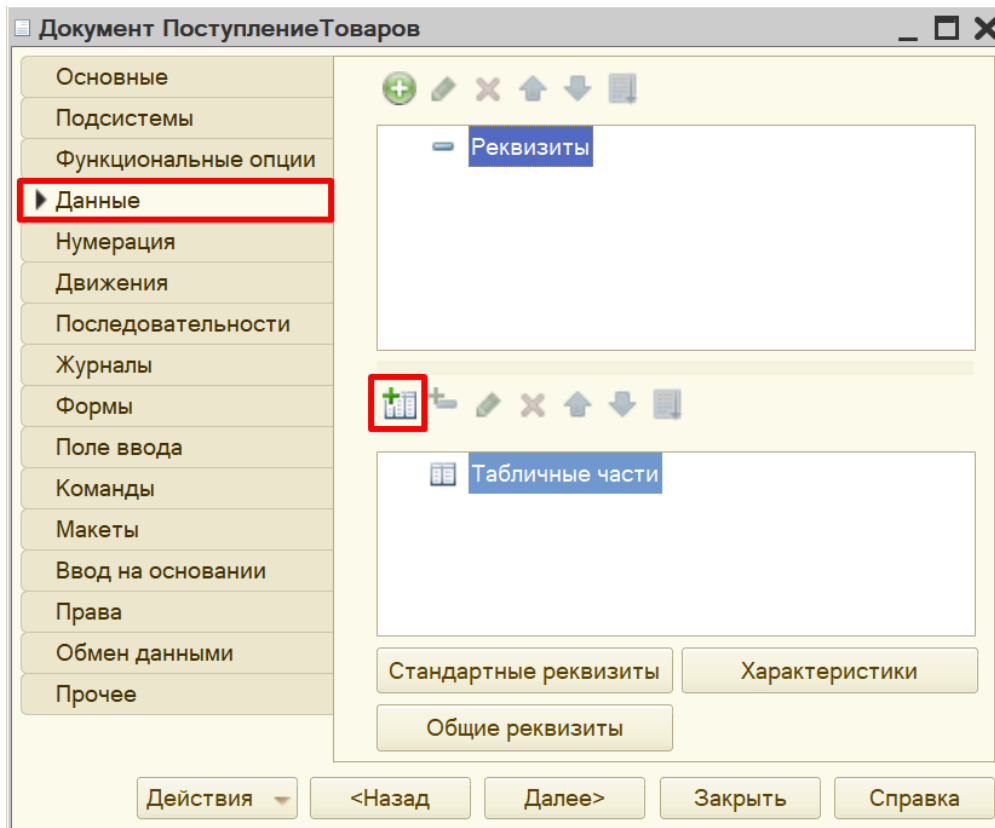 Документ ПоступлениеТоваров
Основные
Подсистемы
Функциональные опции
Данные
Нумерация
Движения
Последовательности
Журналы
Формы
Поле ввода
Команды
Макеты
Ввод на основании
Права
Обмен данными
Прочее
Реквизиты
Табличные части
Стандартные реквизиты
Характеристики
Общие реквизиты
Действия
<Назад
Далее>
Закрыть
Справка